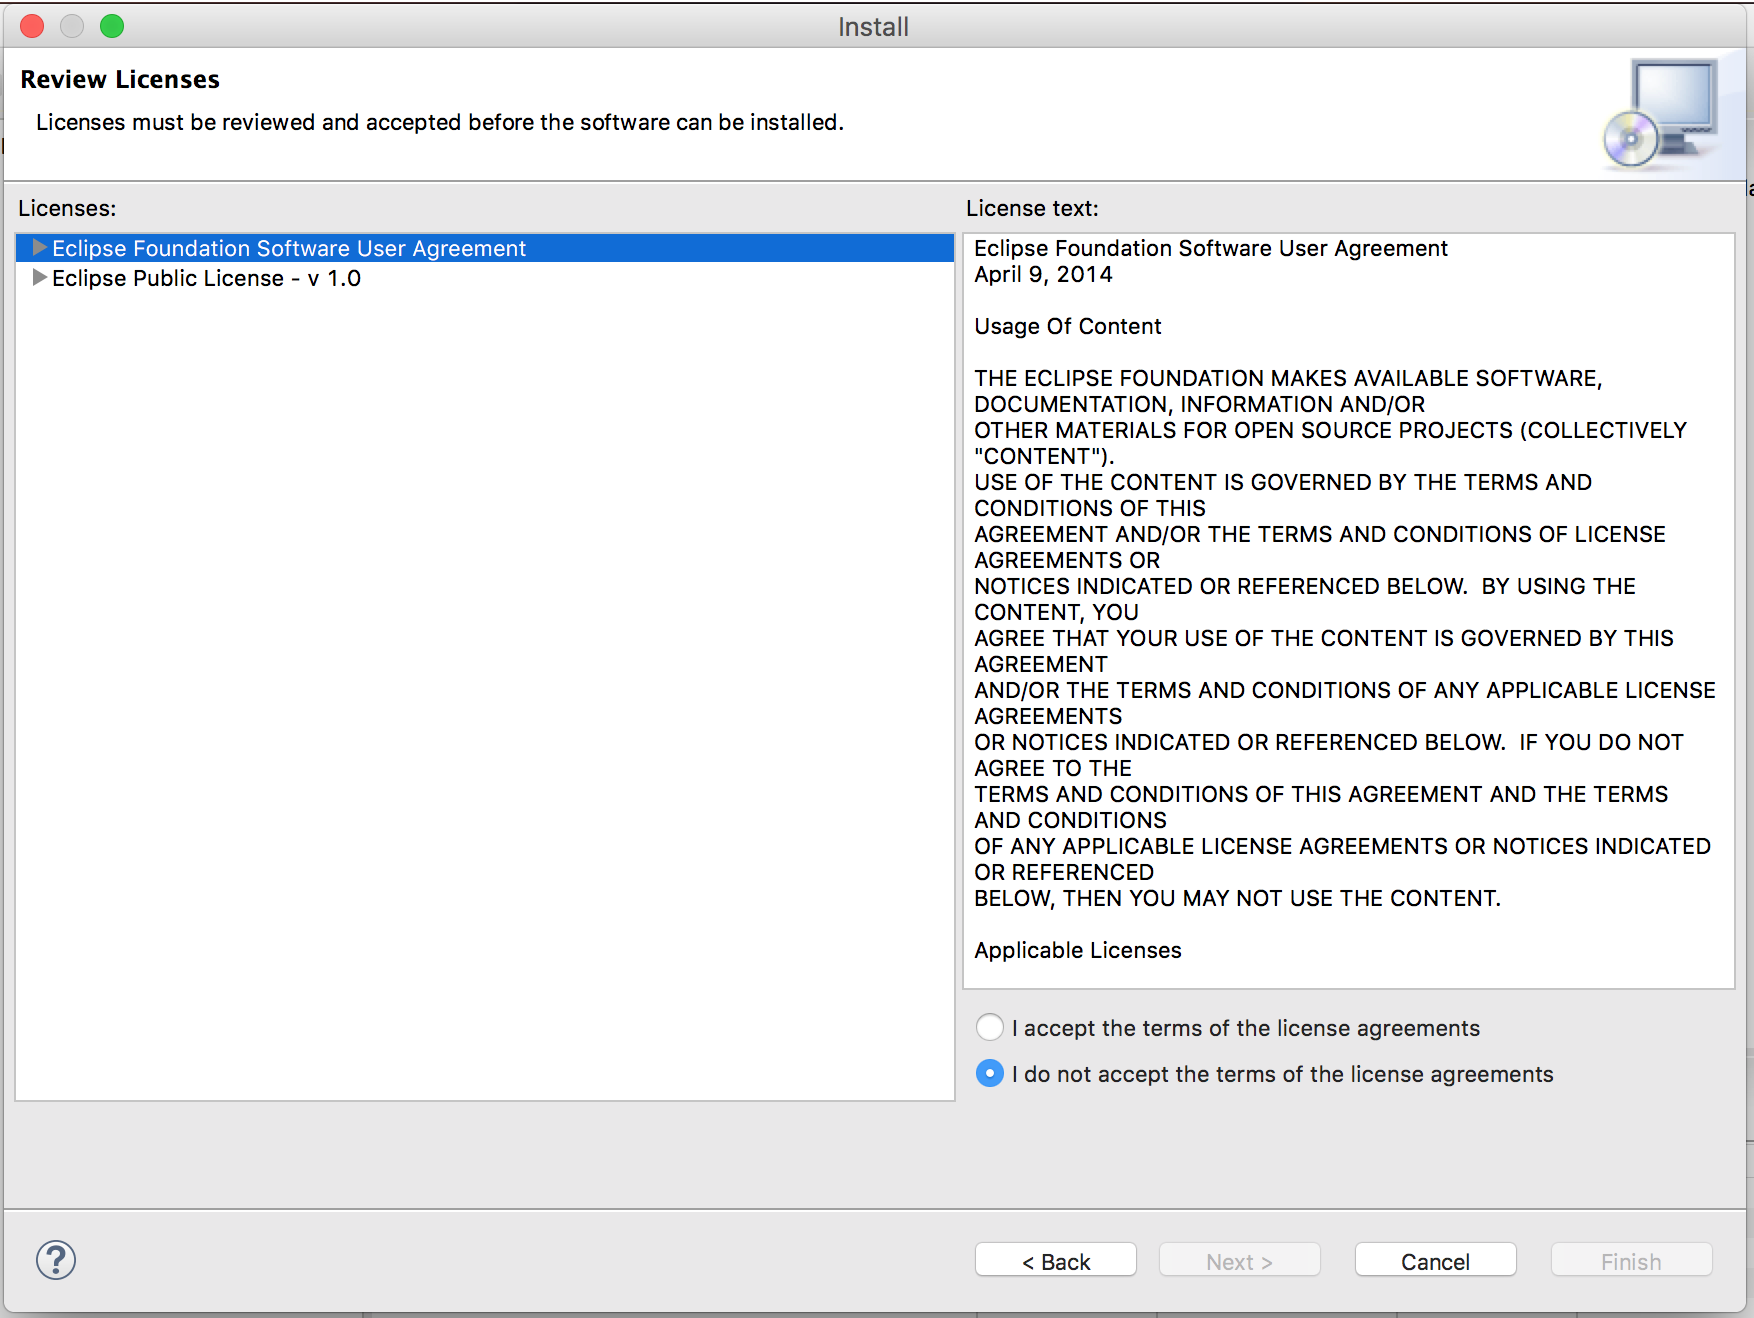 Install
Review Licenses
Licenses must be reviewed and accepted before the software can be installed.
Licenses:
Eclipse Foundation Software User Agreement
Eclipse Public License - v 1.0
License text:
Eclipse Foundation Software User Agreement
April 9, 2014
Usage Of Content
THE ECLIPSE FOUNDATION MAKES AVAILABLE SOFTWARE,
DOCUMENTATION, INFORMATION AND/OR
OTHER MATERIALS FOR OPEN SOURCE PROJECTS (COLLECTIVELY
"CONTENT").
USE OF THE CONTENT IS GOVERNED BY THE TERMS AND
CONDITIONS OF THIS
AGREEMENT AND/OR THE TERMS AND CONDITIONS OF LICENSE
AGREEMENTS OR
NOTICES INDICATED OR REFERENCED BELOW.  BY USING THE
CONTENT, YOU
AGREE THAT YOUR USE OF THE CONTENT IS GOVERNED BY THIS
AGREEMENT
AND/OR THE TERMS AND CONDITIONS OF ANY APPLICABLE LICENSE
AGREEMENTS
OR NOTICES INDICATED OR REFERENCED BELOW.  IF YOU DO NOT
AGREE TO THE
TERMS AND CONDITIONS OF THIS AGREEMENT AND THE TERMS
AND CONDITIONS
OF ANY APPLICABLE LICENSE AGREEMENTS OR NOTICES INDICATED
OR REFERENCED
BELOW, THEN YOU MAY NOT USE THE CONTENT.
Applicable Licenses
I accept the terms of the license agreements
I do not accept the terms of the license agreements
?
< Back
Next >
Cancel
Finish